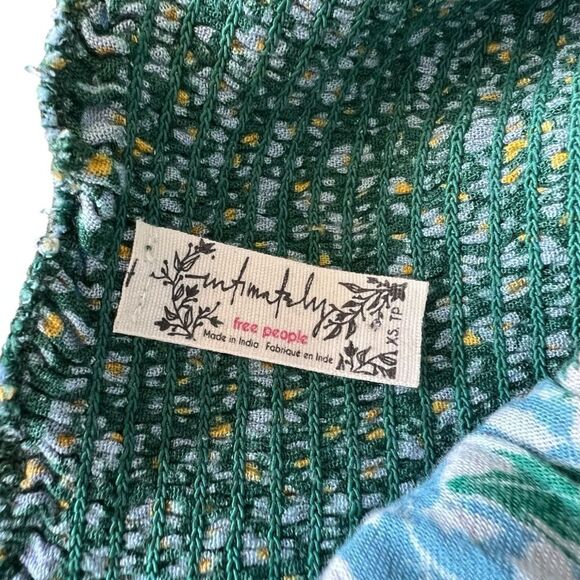 intimately
free people
Made in India Fabriqué en Inde
XS, TP